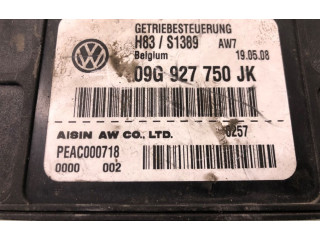 GETRIEBESTEUERUNG
H83 / S1389 AW7
Belgium 19.05.08
09G 927 750 JK
AISIN AW CO., LTD. 0257
PEAC000718
0000 002